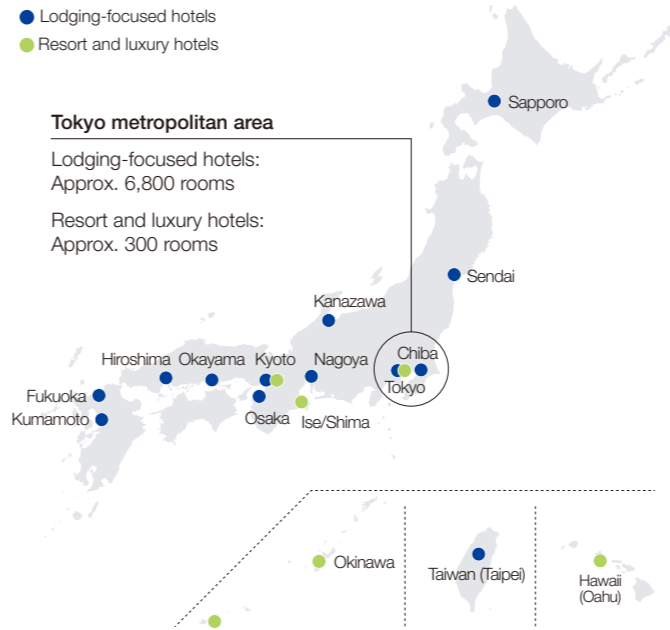 Lodging-focused hotels
Resort and luxury hotels
Sapporo
Tokyo metropolitan area
Lodging-focused hotels:
Approx. 6,800 rooms
Resort and luxury hotels:
Approx. 300 rooms
Sendai
Kanazawa
Hiroshima
Okayama
Kyoto
Nagoya
Chiba
Tokyo
Fukuoka
Kumamoto
Osaka
Ise/Shima
Okinawa
Taiwan (Taipei)
Hawaii
(Oahu)